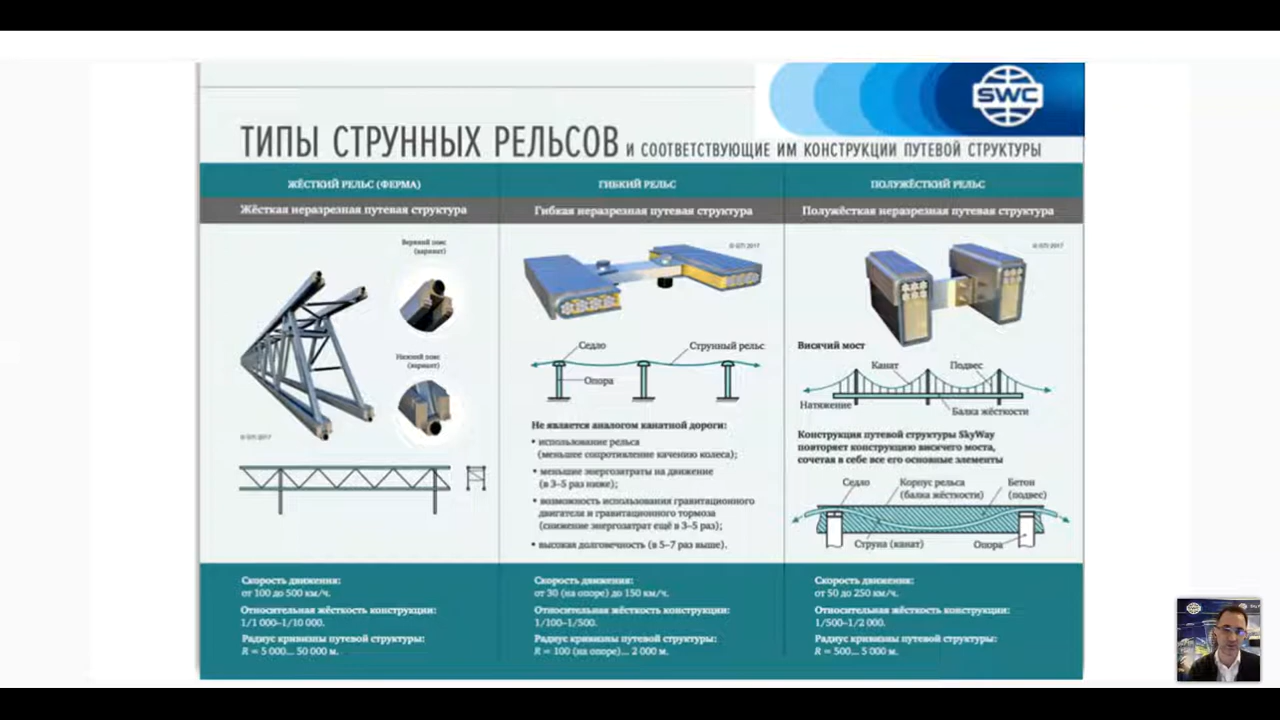 SWC
ТИПЫ СТРУННЫХ РЕЛЬСОВ И СООТВЕТСТВУЮЩИЕ ИМ КОНСТРУКЦИИ ПУТЕВОЙ СТРУКТУРЫ
ЖЁСТКИЙ РЕЛЬС (ФЕРМА)
Жёсткая неразрезная путевая структура
Верхний пояс
(вариант)
Нижний пояс
(вариант)
© GTI 2017
Скорость движения:
от 100 до 500 км/ч.
Относительная жёсткость конструкции:
1/1 000–1/10 000.
Радиус кривизны путевой структуры:
R = 5 000... 50 000 м.
ГИБКИЙ РЕЛЬС
Гибкая неразрезная путевая структура
© GTI 2017
Седло
Струнный рельс
Опора
Не является аналогом канатной дороги:
• использование рельса
(меньшее сопротивление качению колеса);
• меньшие энергозатраты на движение
(в 3–5 раз ниже);
• возможность использования гравитационного
двигателя и гравитационного тормоза
(снижение энергозатрат ещё в 3–5 раз);
• высокая долговечность (в 5–7 раз выше).
Скорость движения:
от 30 (на опоре) до 150 км/ч.
Относительная жёсткость конструкции:
1/100–1/500.
Радиус кривизны путевой структуры:
R = 100 (на опоре)... 2 000 м.
ПОЛУЖЁСТКИЙ РЕЛЬС
Полужёсткая неразрезная путевая структура
© GTI 2017
Висячий мост
Канат
Подвес
Натяжение
Балка жёсткости
Конструкция путевой структуры SkyWay
повторяет конструкцию висячего моста,
сочетая в себе все его основные элементы
Седло
Корпус рельса
(балка жёсткости)
Бетон
(подвес)
Струна (канат)
Опора
Скорость движения:
от 50 до 250 км/ч.
Относительная жёсткость конструкции:
1/500–1/2 000.
Радиус кривизны путевой структуры:
R = 500... 5 000 м.